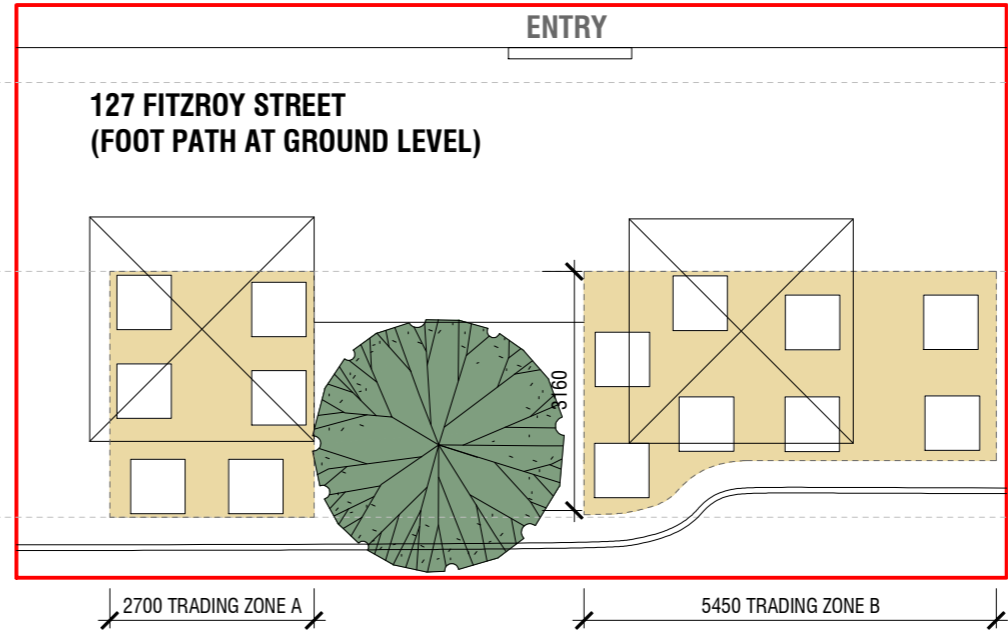 ENTRY
127 FITZROY STREET
(FOOT PATH AT GROUND LEVEL)
3160
2700 TRADING ZONE A
5450 TRADING ZONE B